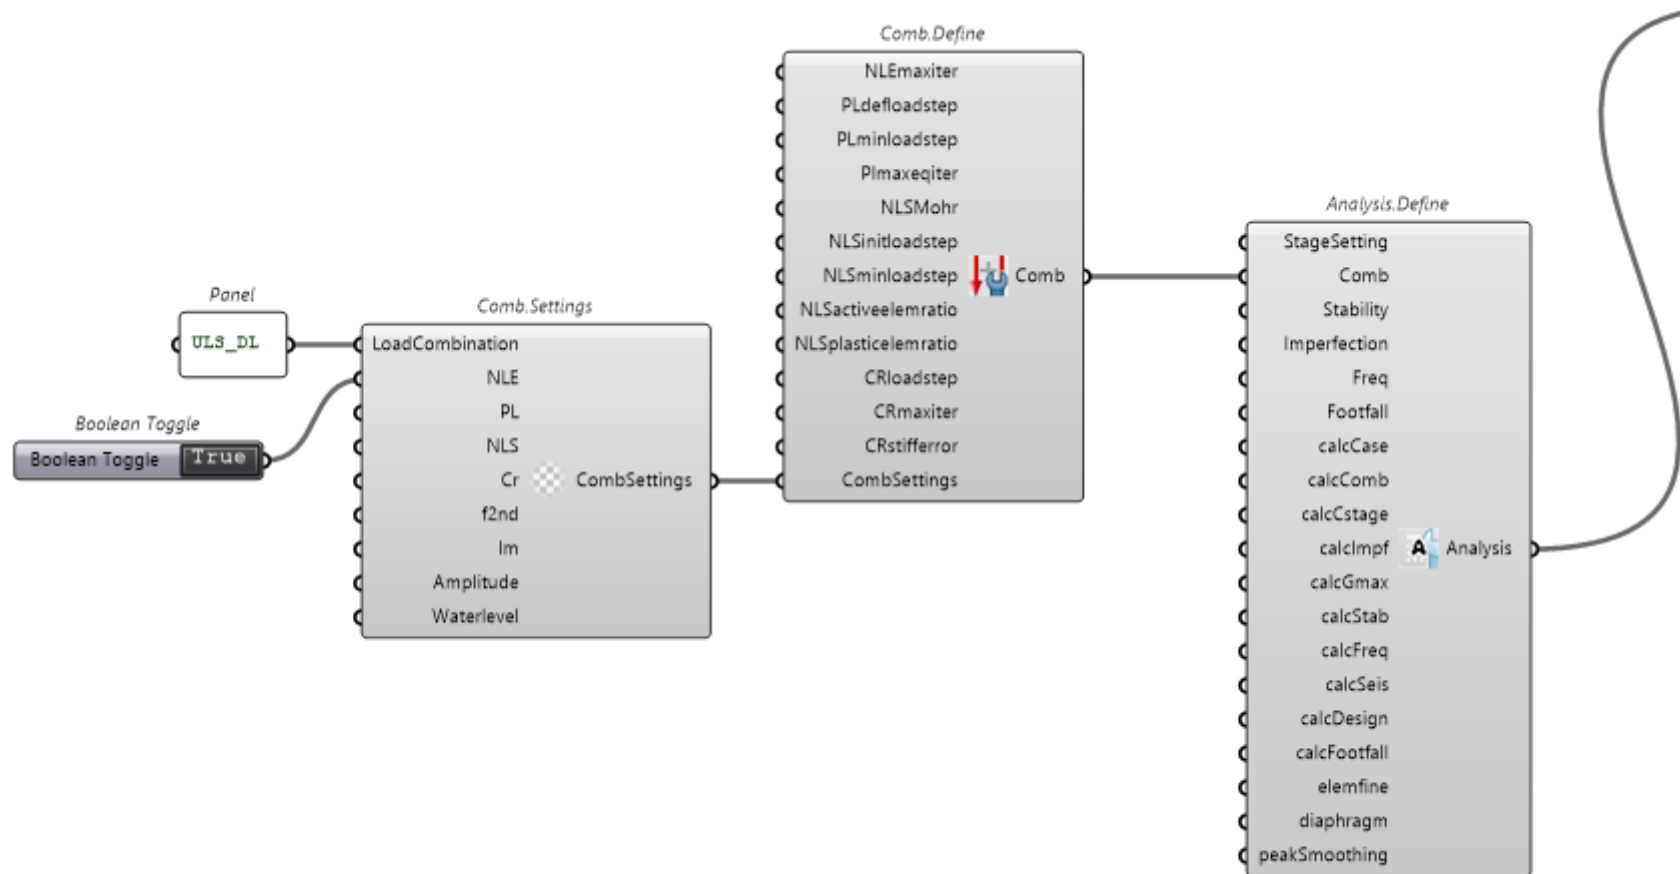 Comb.Define
NLEmaxiter
PLdefloadstep
PLminloadstep
Plmaxeqiter
NLSMohr
NLSinitloadstep
NLSminloadstep
Comb
NLSactiveelemratio
NLSplasticelemratio
CRloadstep
CRmaxiter
CRstifferror
CombSettings
Analysis.Define
StageSetting
Comb
Stability
Imperfection
Freq
Footfall
calcCase
calcComb
calcCstage
calcImpf
A
Analysis
calcGmax
calcStab
calcFreq
calcSeis
calcDesign
calcFootfall
elemfine
diaphragm
peakSmoothing
Panel
ULS_DL
Comb.Settings
LoadCombination
NLE
PL
NLS
Cr
CombSettings
f2nd
Im
Amplitude
Waterlevel
Boolean Toggle
Boolean Toggle True